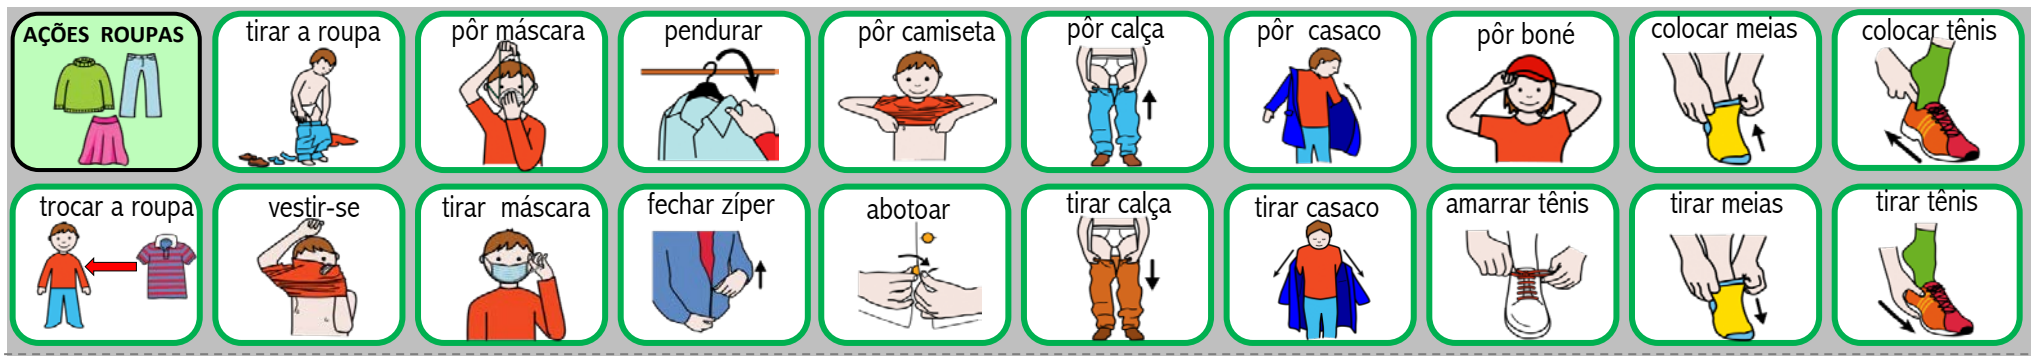 AÇÕES ROUPAS
tirar a roupa
pôr máscara
pendurar
pôr camiseta
pôr calça
pôr casaco
pôr boné
colocar meias
colocar tênis
trocar a roupa
vestir-se
tirar máscara
fechar zíper
abotoar
tirar calça
tirar casaco
amarrar tênis
tirar meias
tirar tênis